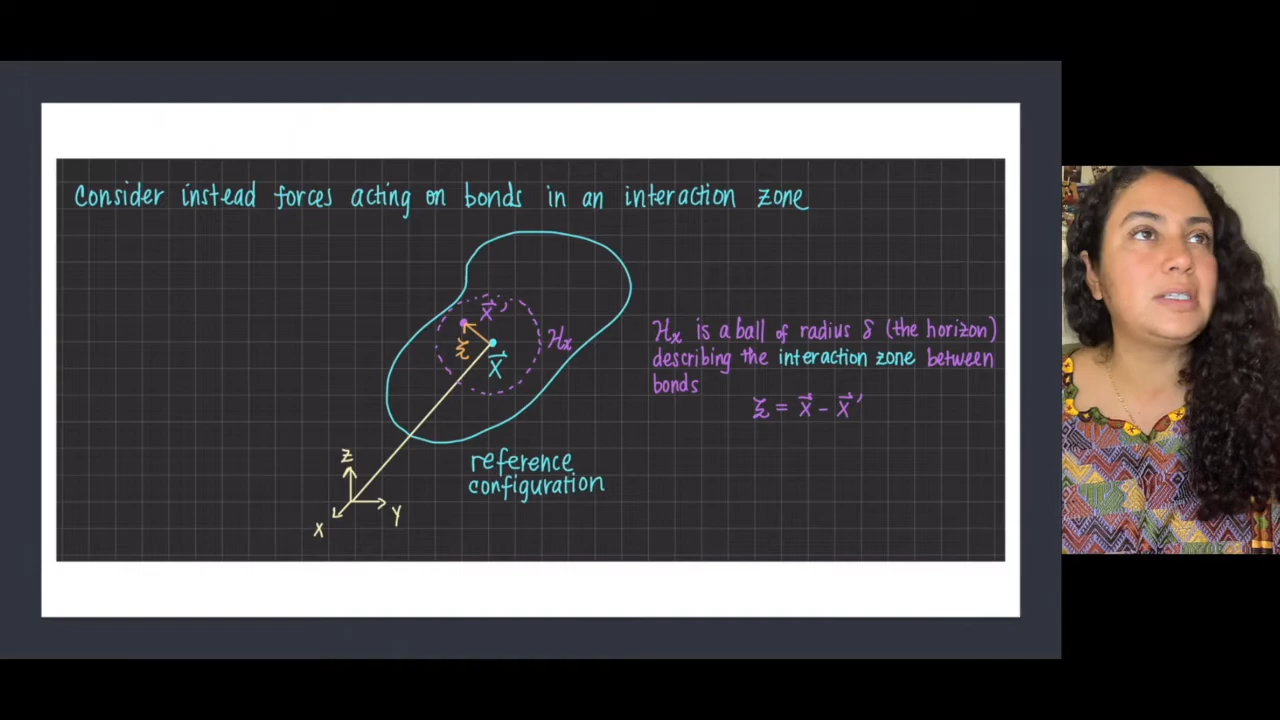 Consider instead forces acting on bonds in an interaction zone
x⃗′
ξ
x⃗
ℋx
ℋx is a ball of radius δ (the horizon)
describing the interaction zone between
bonds
ξ = x⃗ − x⃗′
reference
configuration
z
y
x